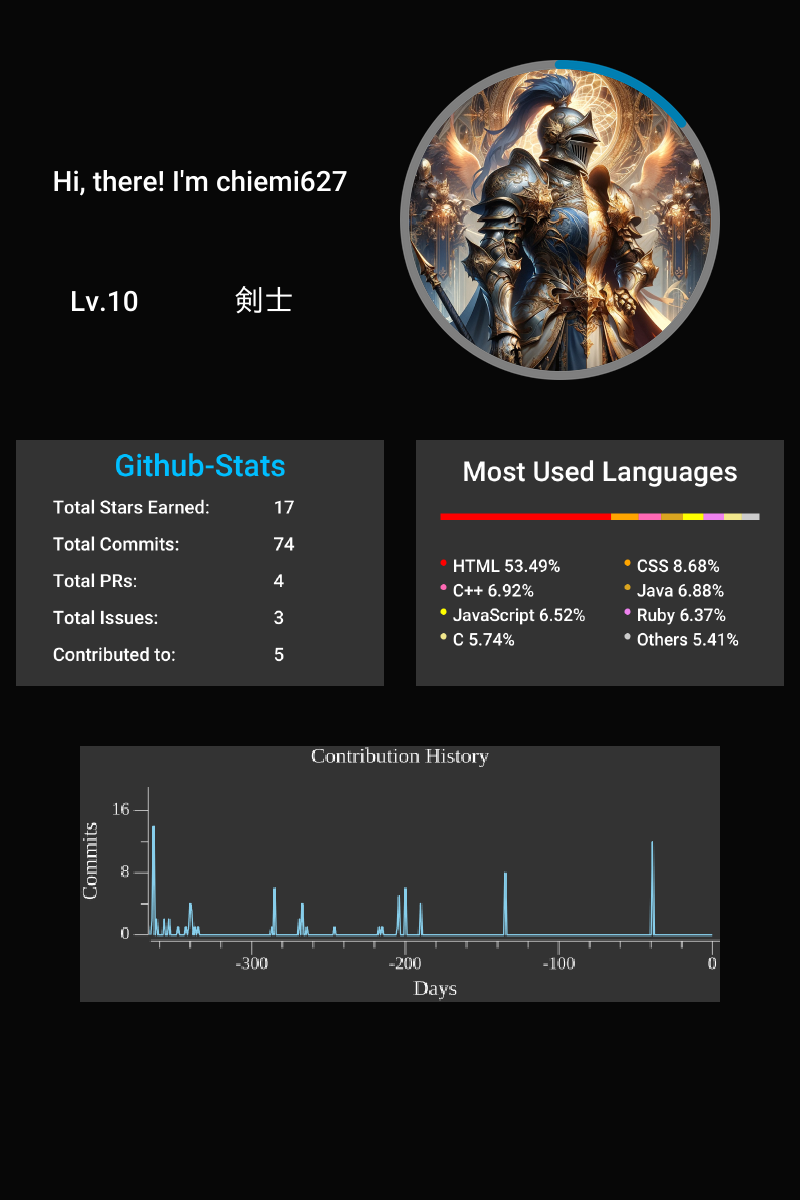 Hi, there! I'm chiemi627
Lv.10 剣士
Github-Stats
Total Stars Earned: 17
Total Commits: 74
Total PRs: 4
Total Issues: 3
Contributed to: 5
Most Used Languages
HTML 53.49% CSS 8.68%
C++ 6.92% Java 6.88%
JavaScript 6.52% Ruby 6.37%
C 5.74% Others 5.41%
Contribution History
Commits
16
8
0
-300 -200 -100 0
Days